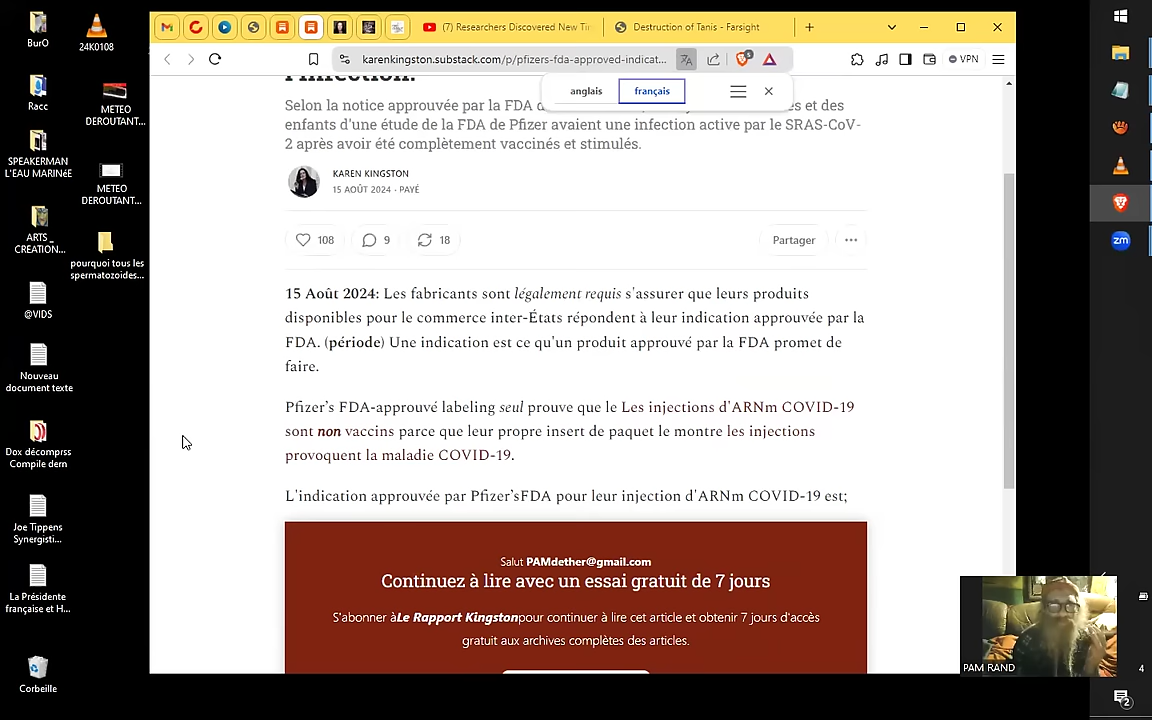 BurO
24K0108
Racc
METEO
DEROUTANT...
SPEAKERMAN
L'EAU MARINéE
METEO
DEROUTANT...
ARTS _
CREATION...
pourquoi tous les
spermatozoides...
@VIDS
Nouveau
document texte
Dox décomprss
Compile dern
Joe Tippens
Synergisti...
La Présidente
française et H...
Corbeille
(7) Researchers Discovered New Ti
Destruction of Tanis - Farsight
karenkingston.substack.com/p/pfizers-fda-approved-indicat...
VPN
anglais
français
Selon la notice approuvée par la FDA d
es et des
enfants d'une étude de la FDA de Pfizer avaient une infection active par le SRAS-CoV-
2 après avoir été complètement vaccinés et stimulés.
KAREN KINGSTON
15 AOÛT 2024 · PAYÉ
108
9
18
Partager
15 Août 2024: Les fabricants sont légalement requis s'assurer que leurs produits
disponibles pour le commerce inter-États répondent à leur indication approuvée par la
FDA. (période) Une indication est ce qu'un produit approuvé par la FDA promet de
faire.
Pfizer's FDA-approuvé labeling seul prouve que le Les injections d'ARNm COVID-19
sont non vaccins parce que leur propre insert de paquet le montre les injections
provoquent la maladie COVID-19.
L'indication approuvée par Pfizer'sFDA pour leur injection d'ARNm COVID-19 est;
Salut PAMdether@gmail.com
Continuez à lire avec un essai gratuit de 7 jours
S'abonner àLe Rapport Kingstonpour continuer à lire cet article et obtenir 7 jours d'accès
gratuit aux archives complètes des articles.
zm
PAM RAND
4
2